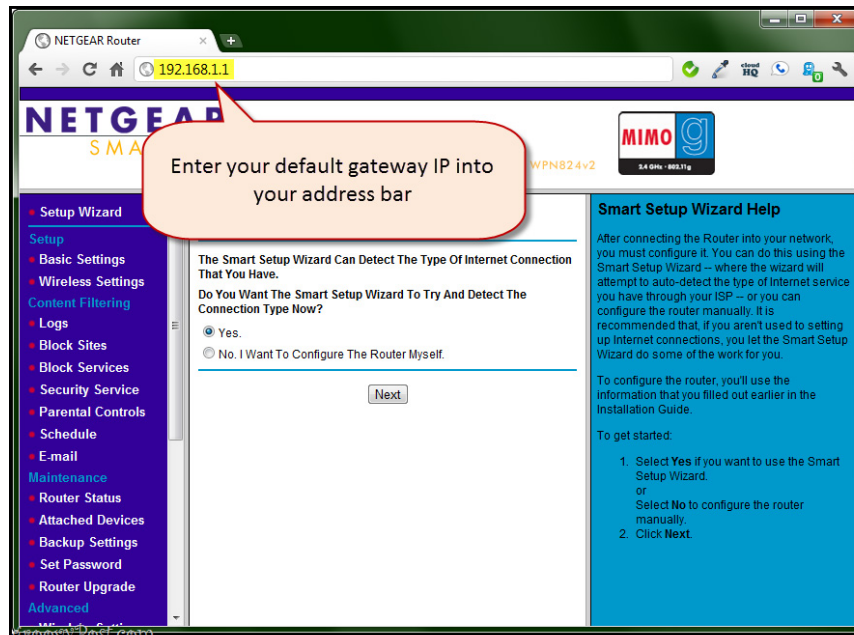 NETGEAR Router
192.168.1.1
cloud
HQ
0
NETGEAR
SMA
WPN824v2
MIMO g
2.4 GHz - 802.11g
Enter your default gateway IP into
your address bar
Setup Wizard
Setup
Basic Settings
Wireless Settings
Content Filtering
Logs
Block Sites
Block Services
Security Service
Parental Controls
Schedule
E-mail
Maintenance
Router Status
Attached Devices
Backup Settings
Set Password
Router Upgrade
Advanced
The Smart Setup Wizard Can Detect The Type Of Internet Connection
That You Have.
Do You Want The Smart Setup Wizard To Try And Detect The
Connection Type Now?
Yes.
No. I Want To Configure The Router Myself.
Next
Smart Setup Wizard Help
After connecting the Router into your network,
you must configure it. You can do this using the
Smart Setup Wizard -- where the wizard will
attempt to auto-detect the type of Internet service
you have through your ISP -- or you can
configure the router manually. It is
recommended that, if you aren't used to setting
up Internet connections, you let the Smart Setup
Wizard do some of the work for you.
To configure the router, you'll use the
information that you filled out earlier in the
Installation Guide.
To get started:
1. Select Yes if you want to use the Smart
Setup Wizard.
or
Select No to configure the router
manually.
2. Click Next.